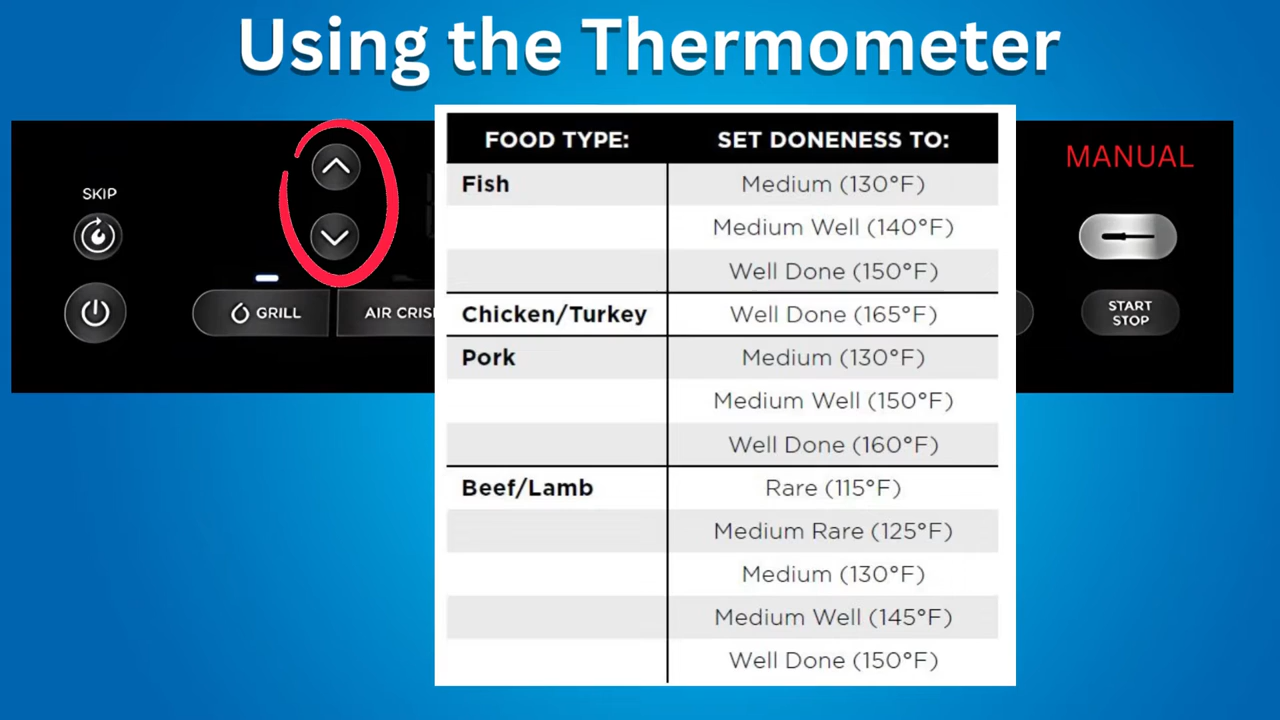 Using the Thermometer
SKIP
GRILL
AIR CRIS
FOOD TYPE: SET DONENESS TO:
Fish Medium (130°F)
Medium Well (140°F)
Well Done (150°F)
Chicken/Turkey Well Done (165°F)
Pork Medium (130°F)
Medium Well (150°F)
Well Done (160°F)
Beef/Lamb Rare (115°F)
Medium Rare (125°F)
Medium (130°F)
Medium Well (145°F)
Well Done (150°F)
MANUAL
START
STOP